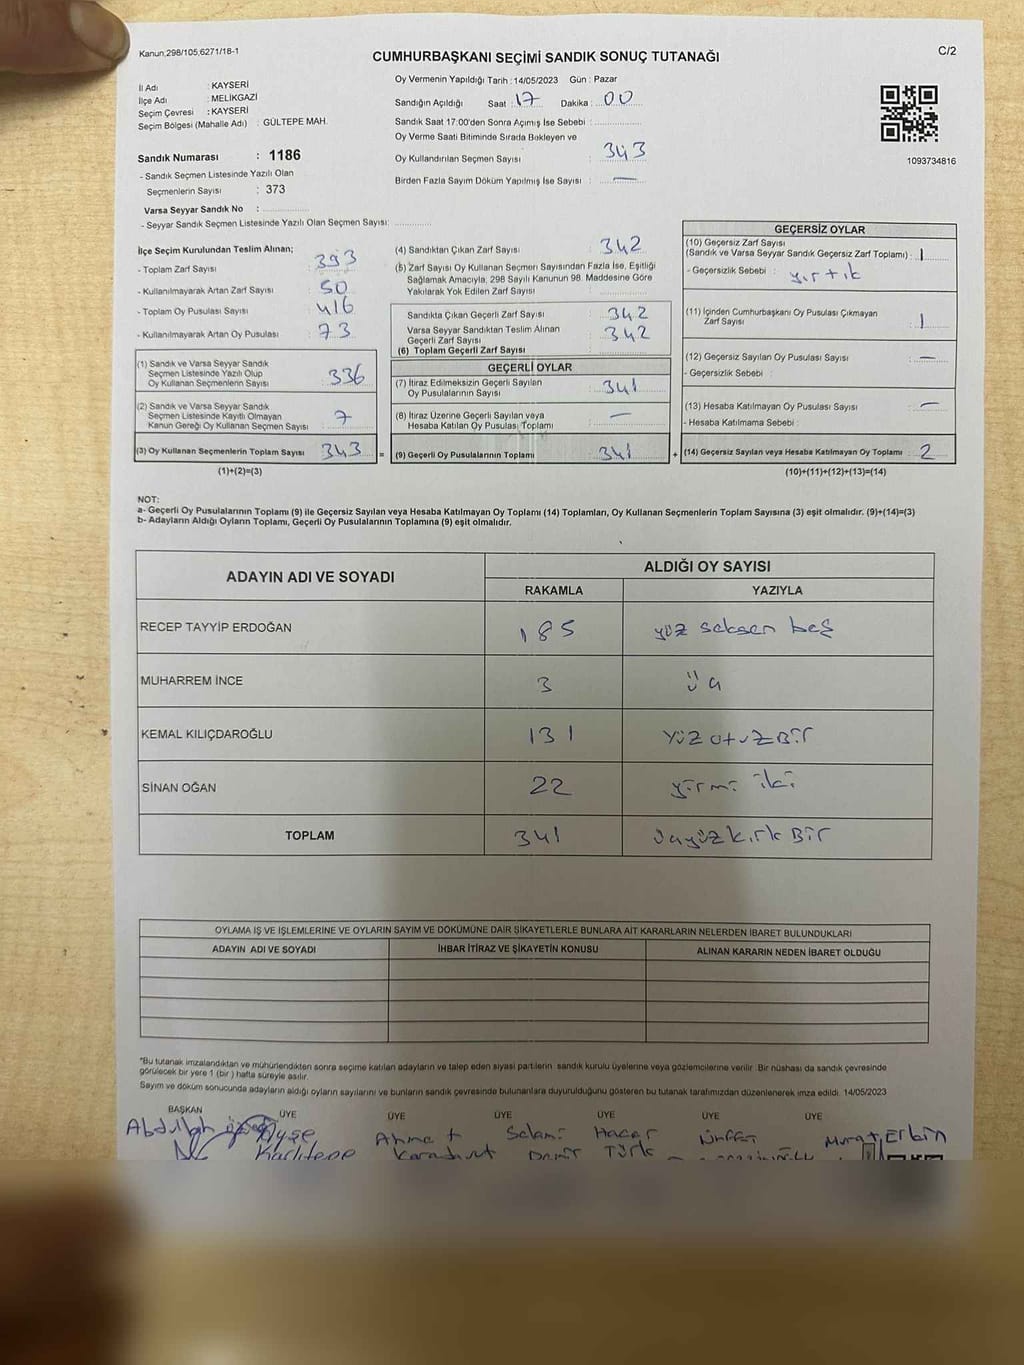 Kanun;298/105,6271/18-1
CUMHURBAŞKANI SEÇİMİ SANDIK SONUÇ TUTANAĞI
C/2
İl Adı : KAYSERİ
İlçe Adı : MELİKGAZİ
Seçim Çevresi : KAYSERİ
Seçim Bölgesi (Mahalle Adı) : GÜLTEPE MAH.
Sandık Numarası : 1186
- Sandık Seçmen Listesinde Yazılı Olan
Seçmenlerin Sayısı : 373
Varsa Seyyar Sandık No :
- Seyyar Sandık Seçmen Listesinde Yazılı Olan Seçmen Sayısı:
Oy Vermenin Yapıldığı Tarih : 14/05/2023 Gün : Pazar
Sandığın Açıldığı Saat : 17 Dakika : 00
Sandık Saat 17:00'den Sonra Açımış İse Sebebi :
Oy Verme Saati Bitiminde Sırada Bekleyen ve
Oy Kullandırılan Seçmen Sayısı : 343
Birden Fazla Sayım Döküm Yapılmış İse Sayısı : —
1093734816
İlçe Seçim Kurulundan Teslim Alınan;
- Toplam Zarf Sayısı : 393
- Kullanılmayarak Artan Zarf Sayısı : 50
- Toplam Oy Pusulası Sayısı : 416
- Kullanılmayarak Artan Oy Pusulası : 73
(1) Sandık ve Varsa Seyyar Sandık
Seçmen Listesinde Yazılı Olup
Oy Kullanan Seçmenlerin Sayısı : 336
(2) Sandık ve Varsa Seyyar Sandık
Seçmen Listesinde Kayıtlı Olmayan
Kanun Gereği Oy Kullanan Seçmen Sayısı : 7
(3) Oy Kullanan Seçmenlerin Toplam Sayısı : 343 =
(1)+(2)=(3)
(4) Sandıktan Çıkan Zarf Sayısı : 342
(5) Zarf Sayısı Oy Kullanan Seçmen Sayısından Fazla İse, Eşitliği
Sağlamak Amacıyla, 298 Sayılı Kanunun 98. Maddesine Göre
Yakılarak Yok Edilen Zarf Sayısı :
Sandıkta Çıkan Geçerli Zarf Sayısı : 342
Varsa Seyyar Sandıktan Teslim Alınan
Geçerli Zarf Sayısı : 342
(6) Toplam Geçerli Zarf Sayısı :
GEÇERLİ OYLAR
(7) İtiraz Edilmeksizin Geçerli Sayılan
Oy Pusulalarının Sayısı : 341
(8) İtiraz Üzerine Geçerli Sayılan veya
Hesaba Katılan Oy Pusulası Toplamı : —
(9) Geçerli Oy Pusulalarının Toplamı : 341 +
GEÇERSİZ OYLAR
(10) Geçersiz Zarf Sayısı
(Sandık ve Varsa Seyyar Sandık Geçersiz Zarf Toplamı) : 1
- Geçersizlik Sebebi : yırtık
(11) İçinden Cumhurbaşkanı Oy Pusulası Çıkmayan
Zarf Sayısı : 1
(12) Geçersiz Sayılan Oy Pusulası Sayısı : —
- Geçersizlik Sebebi :
(13) Hesaba Katılmayan Oy Pusulası Sayısı : —
- Hesaba Katılmama Sebebi :
(14) Geçersiz Sayılan veya Hesaba Katılmayan Oy Toplamı : 2
(10)+(11)+(12)+(13)=(14)
NOT:
a- Geçerli Oy Pusulalarının Toplamı (9) ile Geçersiz Sayılan veya Hesaba Katılmayan Oy Toplamı (14) Toplamları, Oy Kullanan Seçmenlerin Toplam Sayısına (3) eşit olmalıdır. (9)+(14)=(3)
b- Adayların Aldığı Oyların Toplamı, Geçerli Oy Pusulalarının Toplamına (9) eşit olmalıdır.
ADAYIN ADI VE SOYADI ALDIĞI OY SAYISI
RAKAMLA YAZIYLA
RECEP TAYYİP ERDOĞAN 185 yüz seksen beş
MUHARREM İNCE 3 üç
KEMAL KILIÇDAROĞLU 131 YÜZ OTUZ BİR
SİNAN OĞAN 22 yirmi iki
TOPLAM 341 üçyüz kırk BİR
OYLAMA İŞ VE İŞLEMLERİNE VE OYLARIN SAYIM VE DÖKÜMÜNE DAİR ŞİKAYETLERLE BUNLARA AİT KARARLARIN NELERDEN İBARET BULUNDUKLARI
ADAYIN ADI VE SOYADI İHBAR İTİRAZ VE ŞİKAYETİN KONUSU ALINAN KARARIN NEDEN İBARET OLDUĞU
*Bu tutanak imzalandıktan ve mühürlendikten sonra seçime katılan adayların ve talep eden siyasi partilerin sandık kurulu üyelerine veya gözlemcilerine verilir. Bir nüshası da sandık çevresinde
görülecek bir yere 1 (bir ) hafta süreyle asılır.
Sayım ve döküm sonucunda adayların aldığı oyların sayılarını ve bunların sandık çevresinde bulunanlara duyurulduğunu gösteren bu tutanak tarafımızdan düzenlenerek imza edildi. 14/05/2023
BAŞKAN ÜYE ÜYE ÜYE ÜYE ÜYE ÜYE
Abdullah Ayşe Ahmet Selami Hacer Murat Erbin
Karlıtepe Demir Türk